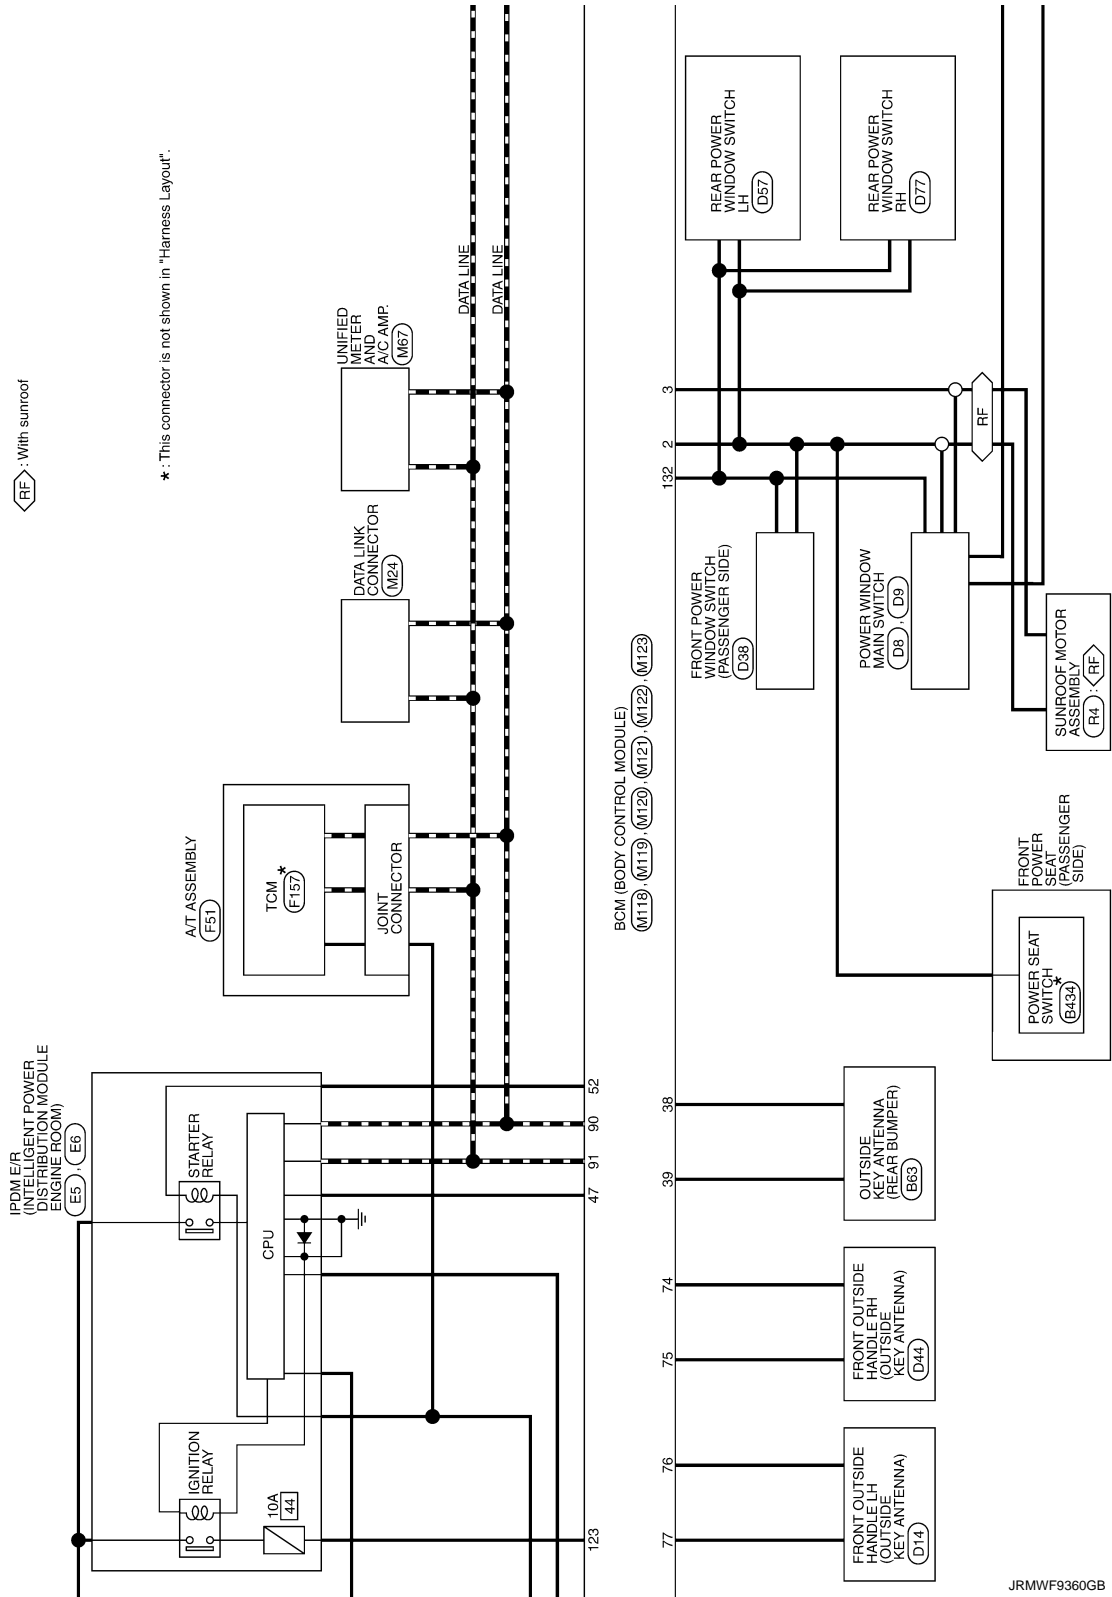 RF : With sunroof
* : This connector is not shown in "Harness Layout".
IPDM E/R
(INTELLIGENT POWER
DISTRIBUTION MODULE
ENGINE ROOM)
E5 , E6
IGNITION
RELAY
10A
44
STARTER
RELAY
CPU
A/T ASSEMBLY
F51
TCM *
F157
JOINT
CONNECTOR
DATA LINK
CONNECTOR
M24
UNIFIED
METER
AND
A/C AMP.
M67
DATA LINE
DATA LINE
123
47
91
90
52
BCM (BODY CONTROL MODULE)
M118 , M119 , M120 , M121 , M122 , M123
77
76
75
74
39
38
132
2
3
FRONT OUTSIDE
HANDLE LH
(OUTSIDE
KEY ANTENNA)
D14
FRONT OUTSIDE
HANDLE RH
(OUTSIDE
KEY ANTENNA)
D44
OUTSIDE
KEY ANTENNA
(REAR BUMPER)
B63
FRONT
POWER
SEAT
(PASSENGER
SIDE)
POWER SEAT
SWITCH *
B434
FRONT POWER
WINDOW SWITCH
(PASSENGER SIDE)
D38
POWER WINDOW
MAIN SWITCH
D8 , D9
SUNROOF MOTOR
ASSEMBLY
R4 : RF
RF
REAR POWER
WINDOW SWITCH
LH
D57
REAR POWER
WINDOW SWITCH
RH
D77
JRMWF9360GB